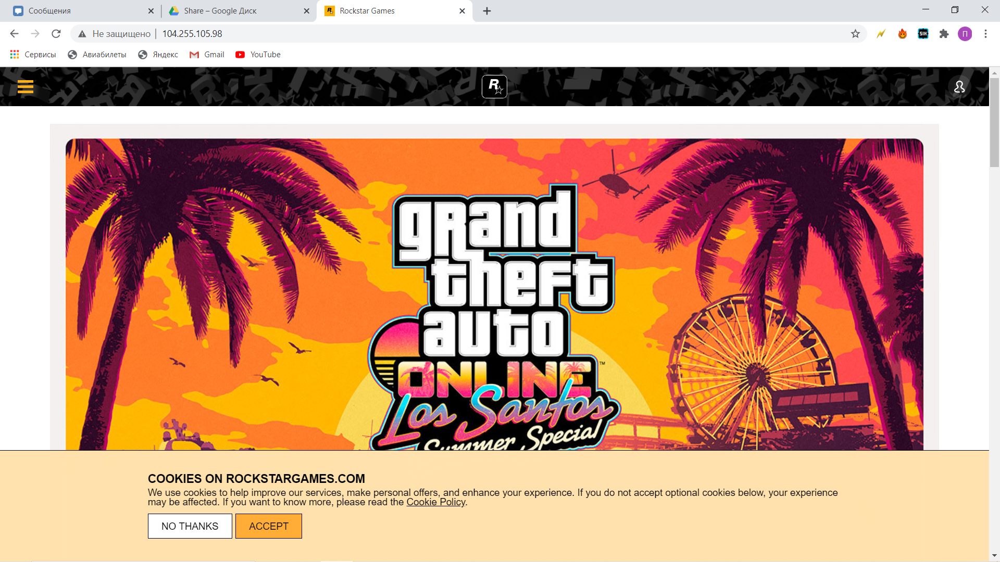 Сообщения
Share – Google Диск
Rockstar Games
Не защищено
104.255.105.98
SIH
П
Сервисы
Авиабилеты
Яндекс
Gmail
YouTube
R
grand
theft
auto
ONLINE™
Los Santos
Summer Special
COOKIES ON ROCKSTARGAMES.COM
We use cookies to help improve our services, make personal offers, and enhance your experience. If you do not accept optional cookies below, your experience
may be affected. If you want to know more, please read the Cookie Policy.
NO THANKS
ACCEPT